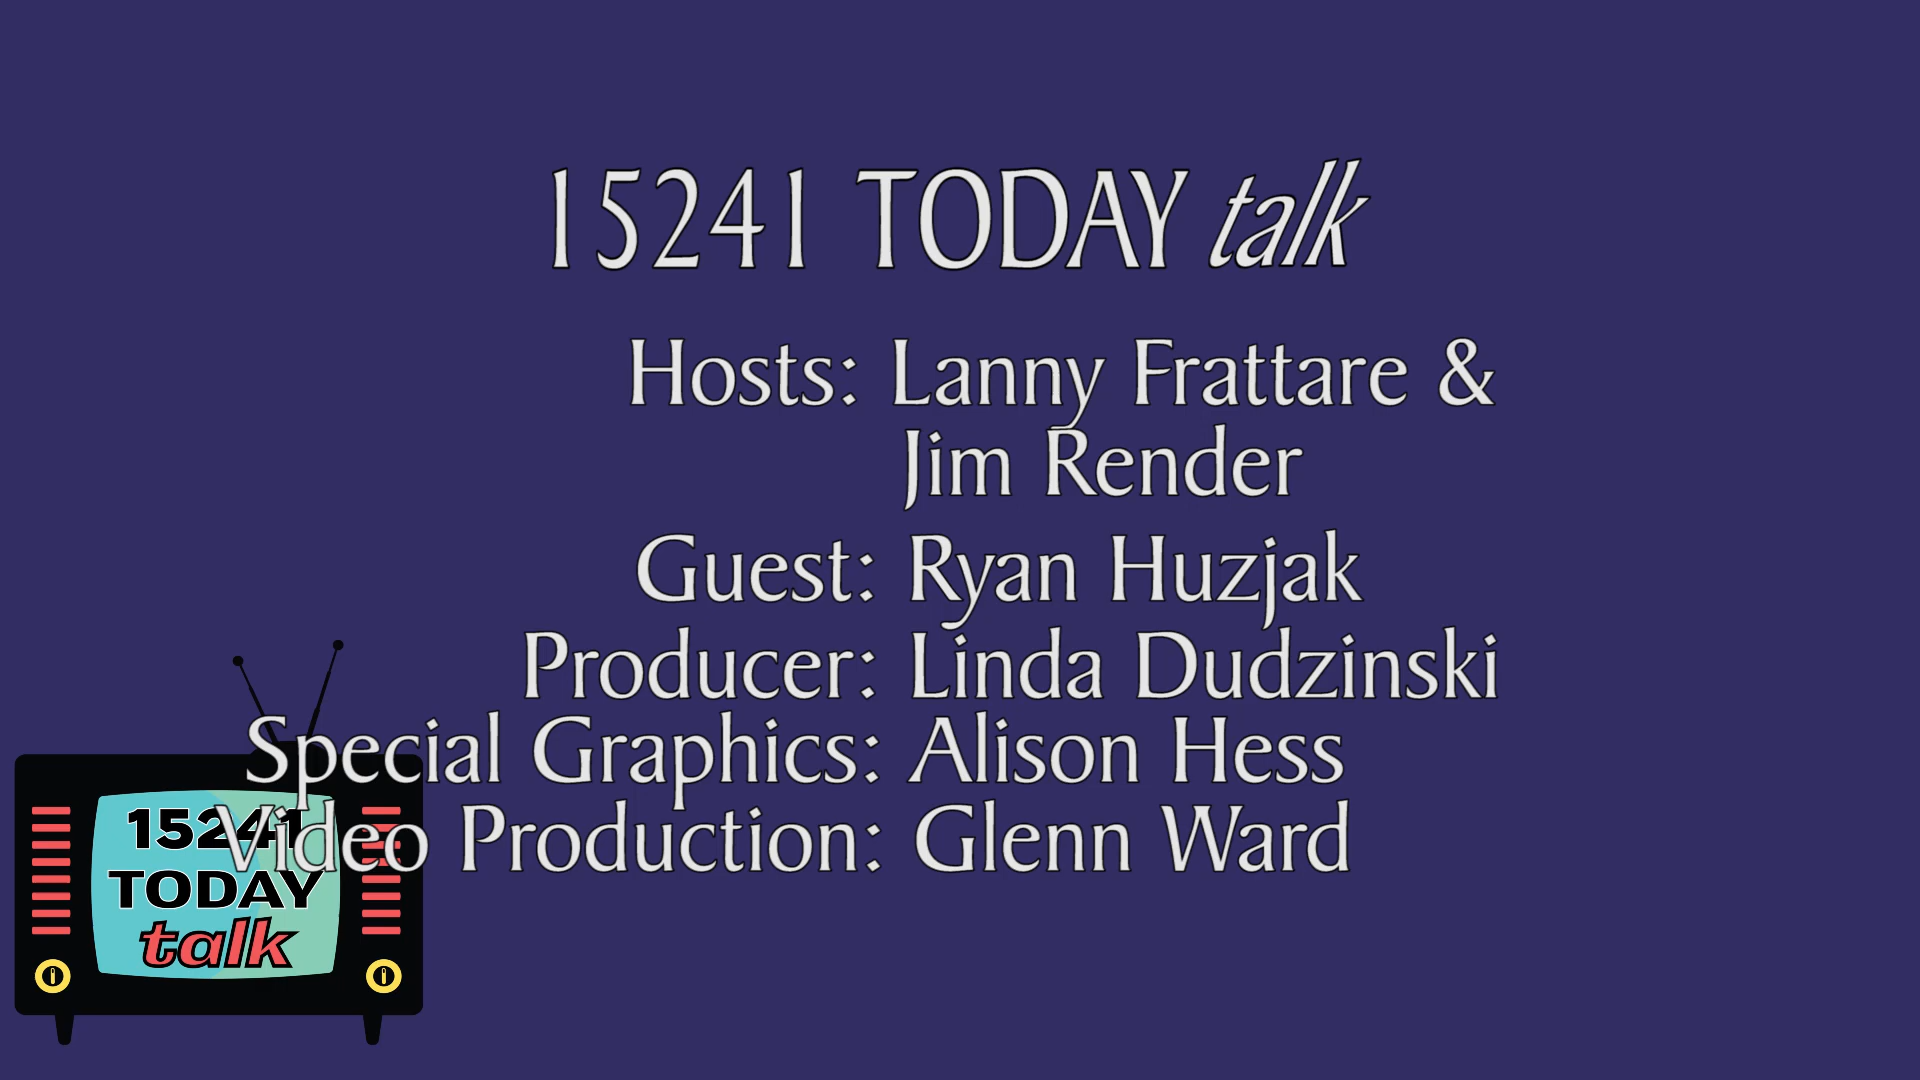 15241 TODAY talk
Hosts: Lanny Frattare &
Jim Render
Guest: Ryan Huzjak
Producer: Linda Dudzinski
Special Graphics: Alison Hess
Video Production: Glenn Ward
15241
TODAY
talk